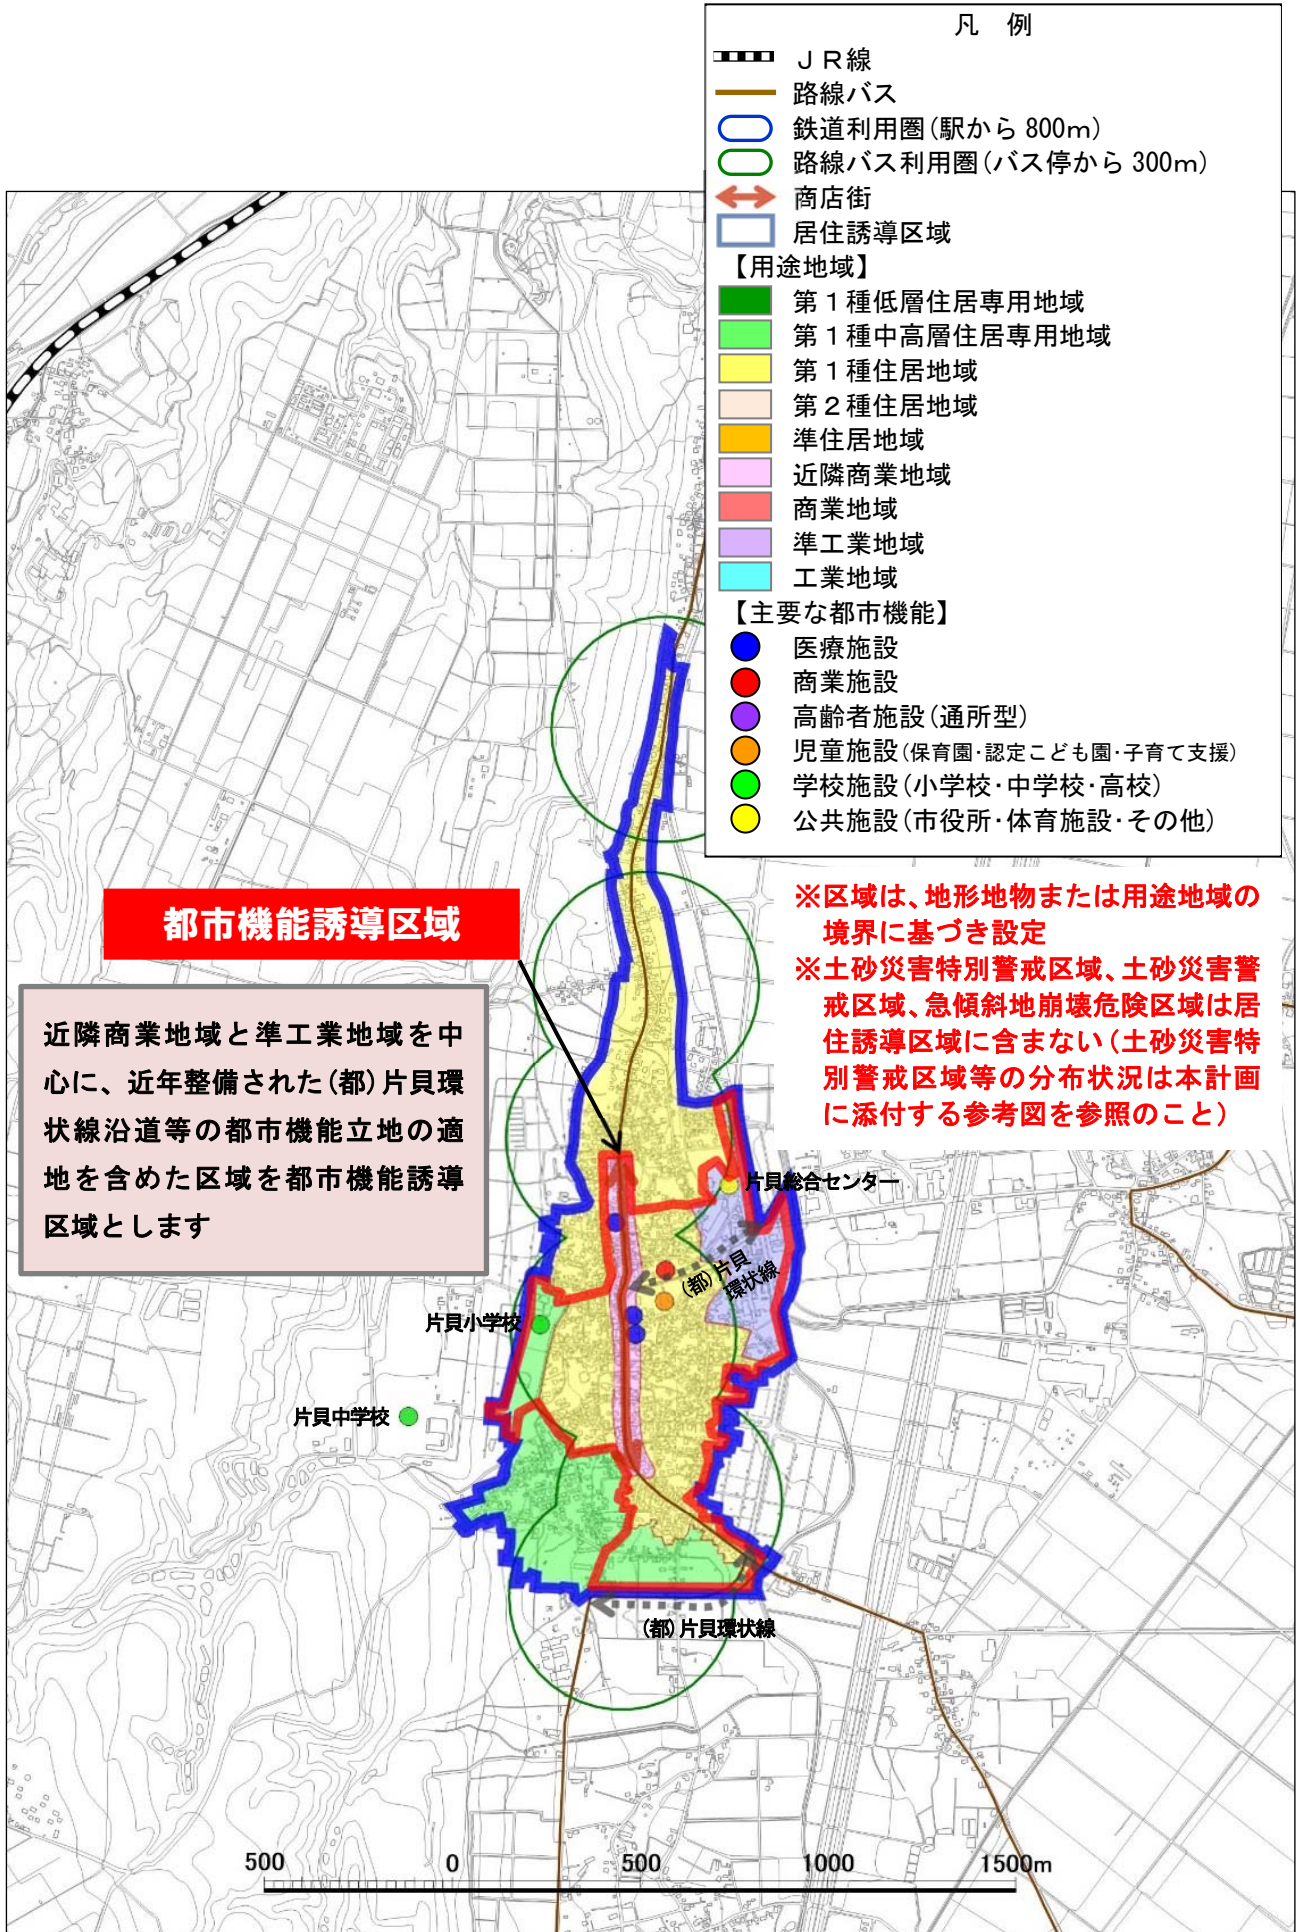 凡 例
ＪＲ線
路線バス
鉄道利用圏(駅から 800m)
路線バス利用圏(バス停から 300m)
商店街
居住誘導区域
【用途地域】
第１種低層住居専用地域
第１種中高層住居専用地域
第１種住居地域
第２種住居地域
準住居地域
近隣商業地域
商業地域
準工業地域
工業地域
【主要な都市機能】
医療施設
商業施設
高齢者施設(通所型)
児童施設(保育園･認定こども園･子育て支援)
学校施設(小学校･中学校･高校)
公共施設(市役所･体育施設･その他)
都市機能誘導区域
近隣商業地域と準工業地域を中
心に、近年整備された(都)片貝環
状線沿道等の都市機能立地の適
地を含めた区域を都市機能誘導
区域とします
※区域は、地形地物または用途地域の
境界に基づき設定
※土砂災害特別警戒区域、土砂災害警
戒区域、急傾斜地崩壊危険区域は居
住誘導区域に含まない(土砂災害特
別警戒区域等の分布状況は本計画
に添付する参考図を参照のこと)
片貝総合センター
(都)片貝
環状線
片貝小学校
片貝中学校
(都)片貝環状線
500 0 500 1000 1500m